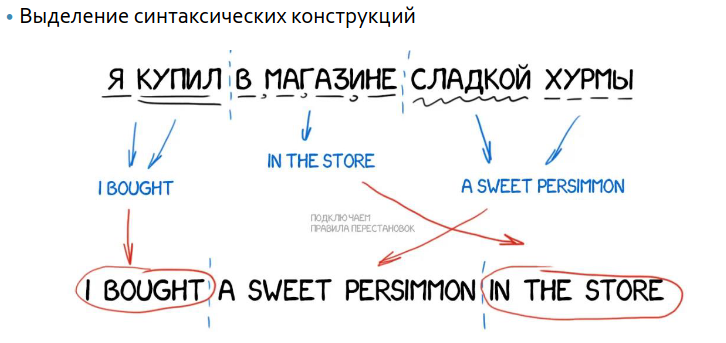 • Выделение синтаксических конструкций
Я КУПИЛ В МАГАЗИНЕ СЛАДКОЙ ХУРМЫ
IN THE STORE
I BOUGHT
A SWEET PERSIMMON
ПОДКЛЮЧАЕМ
ПРАВИЛА ПЕРЕСТАНОВОК
I BOUGHT A SWEET PERSIMMON IN THE STORE